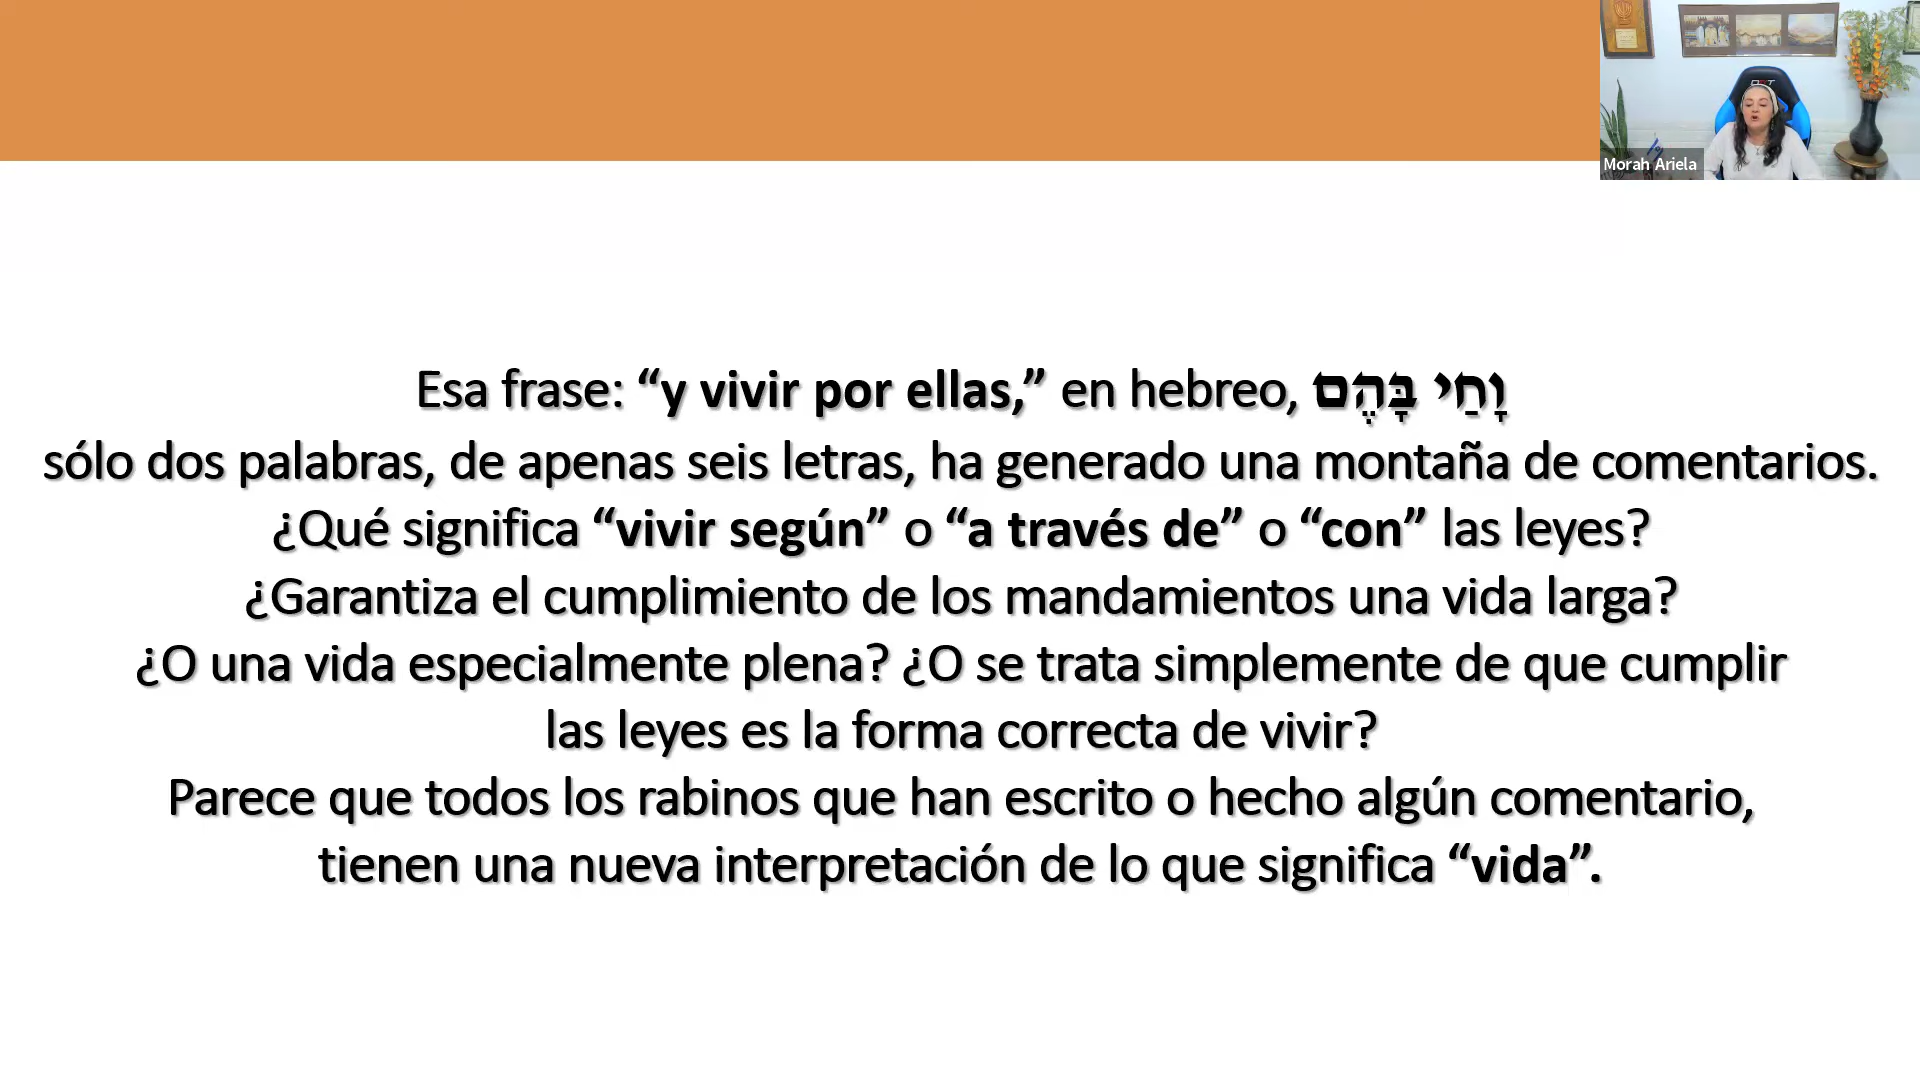 Morah Ariela
Esa frase: “y vivir por ellas,” en hebreo, וָחַי בָּהֶם
sólo dos palabras, de apenas seis letras, ha generado una montaña de comentarios.
¿Qué significa “vivir según” o “a través de” o “con” las leyes?
¿Garantiza el cumplimiento de los mandamientos una vida larga?
¿O una vida especialmente plena? ¿O se trata simplemente de que cumplir
las leyes es la forma correcta de vivir?
Parece que todos los rabinos que han escrito o hecho algún comentario,
tienen una nueva interpretación de lo que significa “vida”.